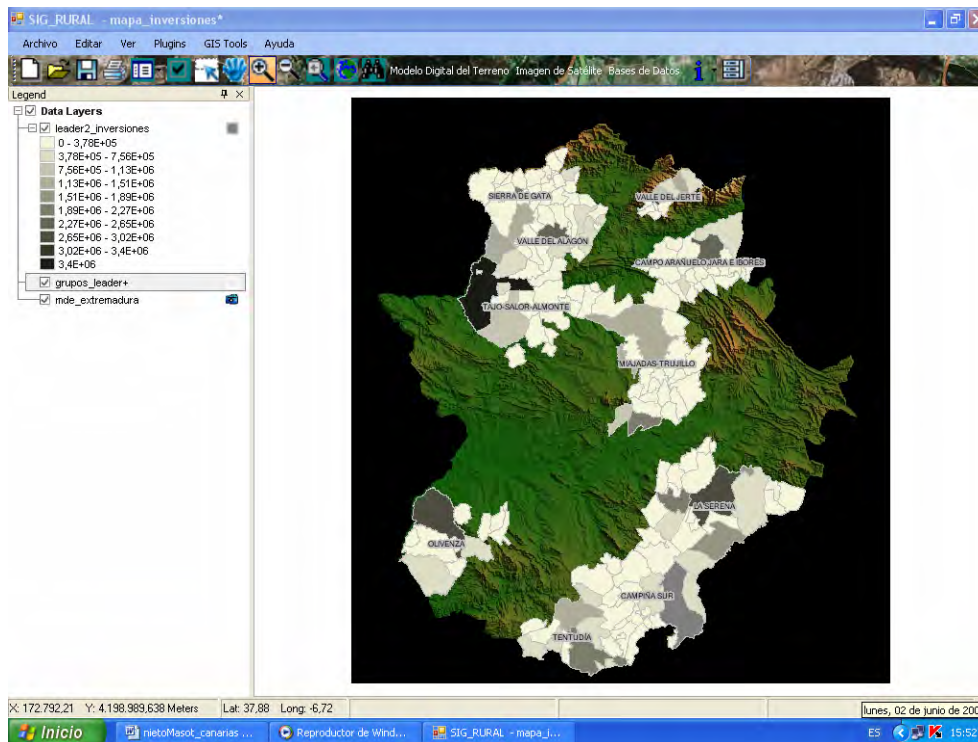 SIG_RURAL - mapa_inversiones*
Archivo Editar Ver Plugins GIS Tools Ayuda
Modelo Digital del Terreno Imagen de Satélite Bases de Datos
Legend
Data Layers
leader2_inversiones
0 - 3,78E+05
3,78E+05 - 7,56E+05
7,56E+05 - 1,13E+06
1,13E+06 - 1,51E+06
1,51E+06 - 1,89E+06
1,89E+06 - 2,27E+06
2,27E+06 - 2,65E+06
2,65E+06 - 3,02E+06
3,02E+06 - 3,4E+06
3,4E+06
grupos_leader+
mde_extremadura
SIERRA DE GATA
VALLE DEL JERTE
VALLE DEL ALAGÓN
CAMPO ARAÑUELO,JARA E IBORES
TAJO-SALOR-ALMONTE
MIAJADAS-TRUJILLO
LA SERENA
OLIVENZA
CAMPIÑA SUR
TENTUDÍA
X: 172.792,21 Y: 4.198.989,638 Meters Lat: 37,88 Long: -6,72
lunes, 02 de junio de 200
Inicio nietoMasot_canarias ... Reproductor de Wind... SIG_RURAL - mapa_i... ES 15:52